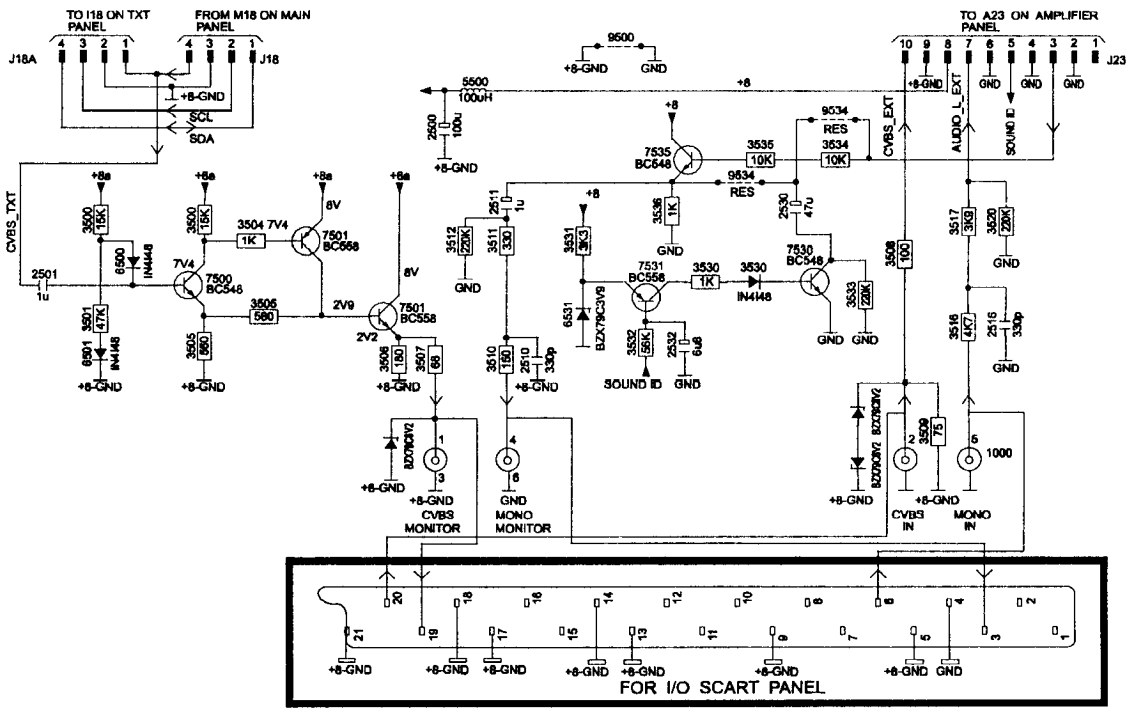 TO I18 ON TXT
PANEL
FROM M18 ON MAIN
PANEL
TO A23 ON AMPLIFIER
PANEL
J18A
4 3 2 1
4 3 2 1
J18
10 9 8 7 6 5 4 3 2 1
J23
9500
+8-GND
GND
+8-GND
SCL
SDA
5500
100uH
+8
+8-GND
GND
GND
GND
2500
100u
+8-GND
CVBS_EXT
AUDIO_L_EXT
SOUND ID
+8
7535
BC548
3535
10K
3534
10K
9534
RES
9534
RES
CVBS_TXT
+8a
+8a
+8a
+8a
3500
15K
3500
15K
3504
7V4
1K
8V
7501
BC558
6500
IN4148
2501
1u
7V4
7500
BC548
3501
47K
6501
IN4148
+8-GND
3505
560
+8-GND
3505
560
2V9
8V
7501
BC558
2V2
3506
180
+8-GND
3507
68
2511
1u
3512
220K
GND
3511
330
3510
150
2510
330p
+8-GND
+8
3531
3K3
3536
1K
GND
2530
47u
7531
BC558
3530
1K
3530
IN4148
7530
BC548
GND
3533
220K
GND
6531
BZX79C3V9
3532
56K
SOUND ID
2532
6u8
GND
3508
100
3517
3K9
3520
220K
GND
3516
4K7
2516
330p
GND
BZX79C8V2
+8-GND
1
3
+8-GND
CVBS
MONITOR
4
6
GND
MONO
MONITOR
BZX79C8V2
BZX79C8V2
+8-GND
2
CVBS
IN
3509
75
+8-GND
5
1000
MONO
IN
20 18 16 14 12 10 8 6 4 2
21 19 17 15 13 11 9 7 5 3 1
+8-GND
+8-GND
+8-GND
+8-GND
+8-GND
+8-GND
+8-GND
GND
FOR I/O SCART PANEL